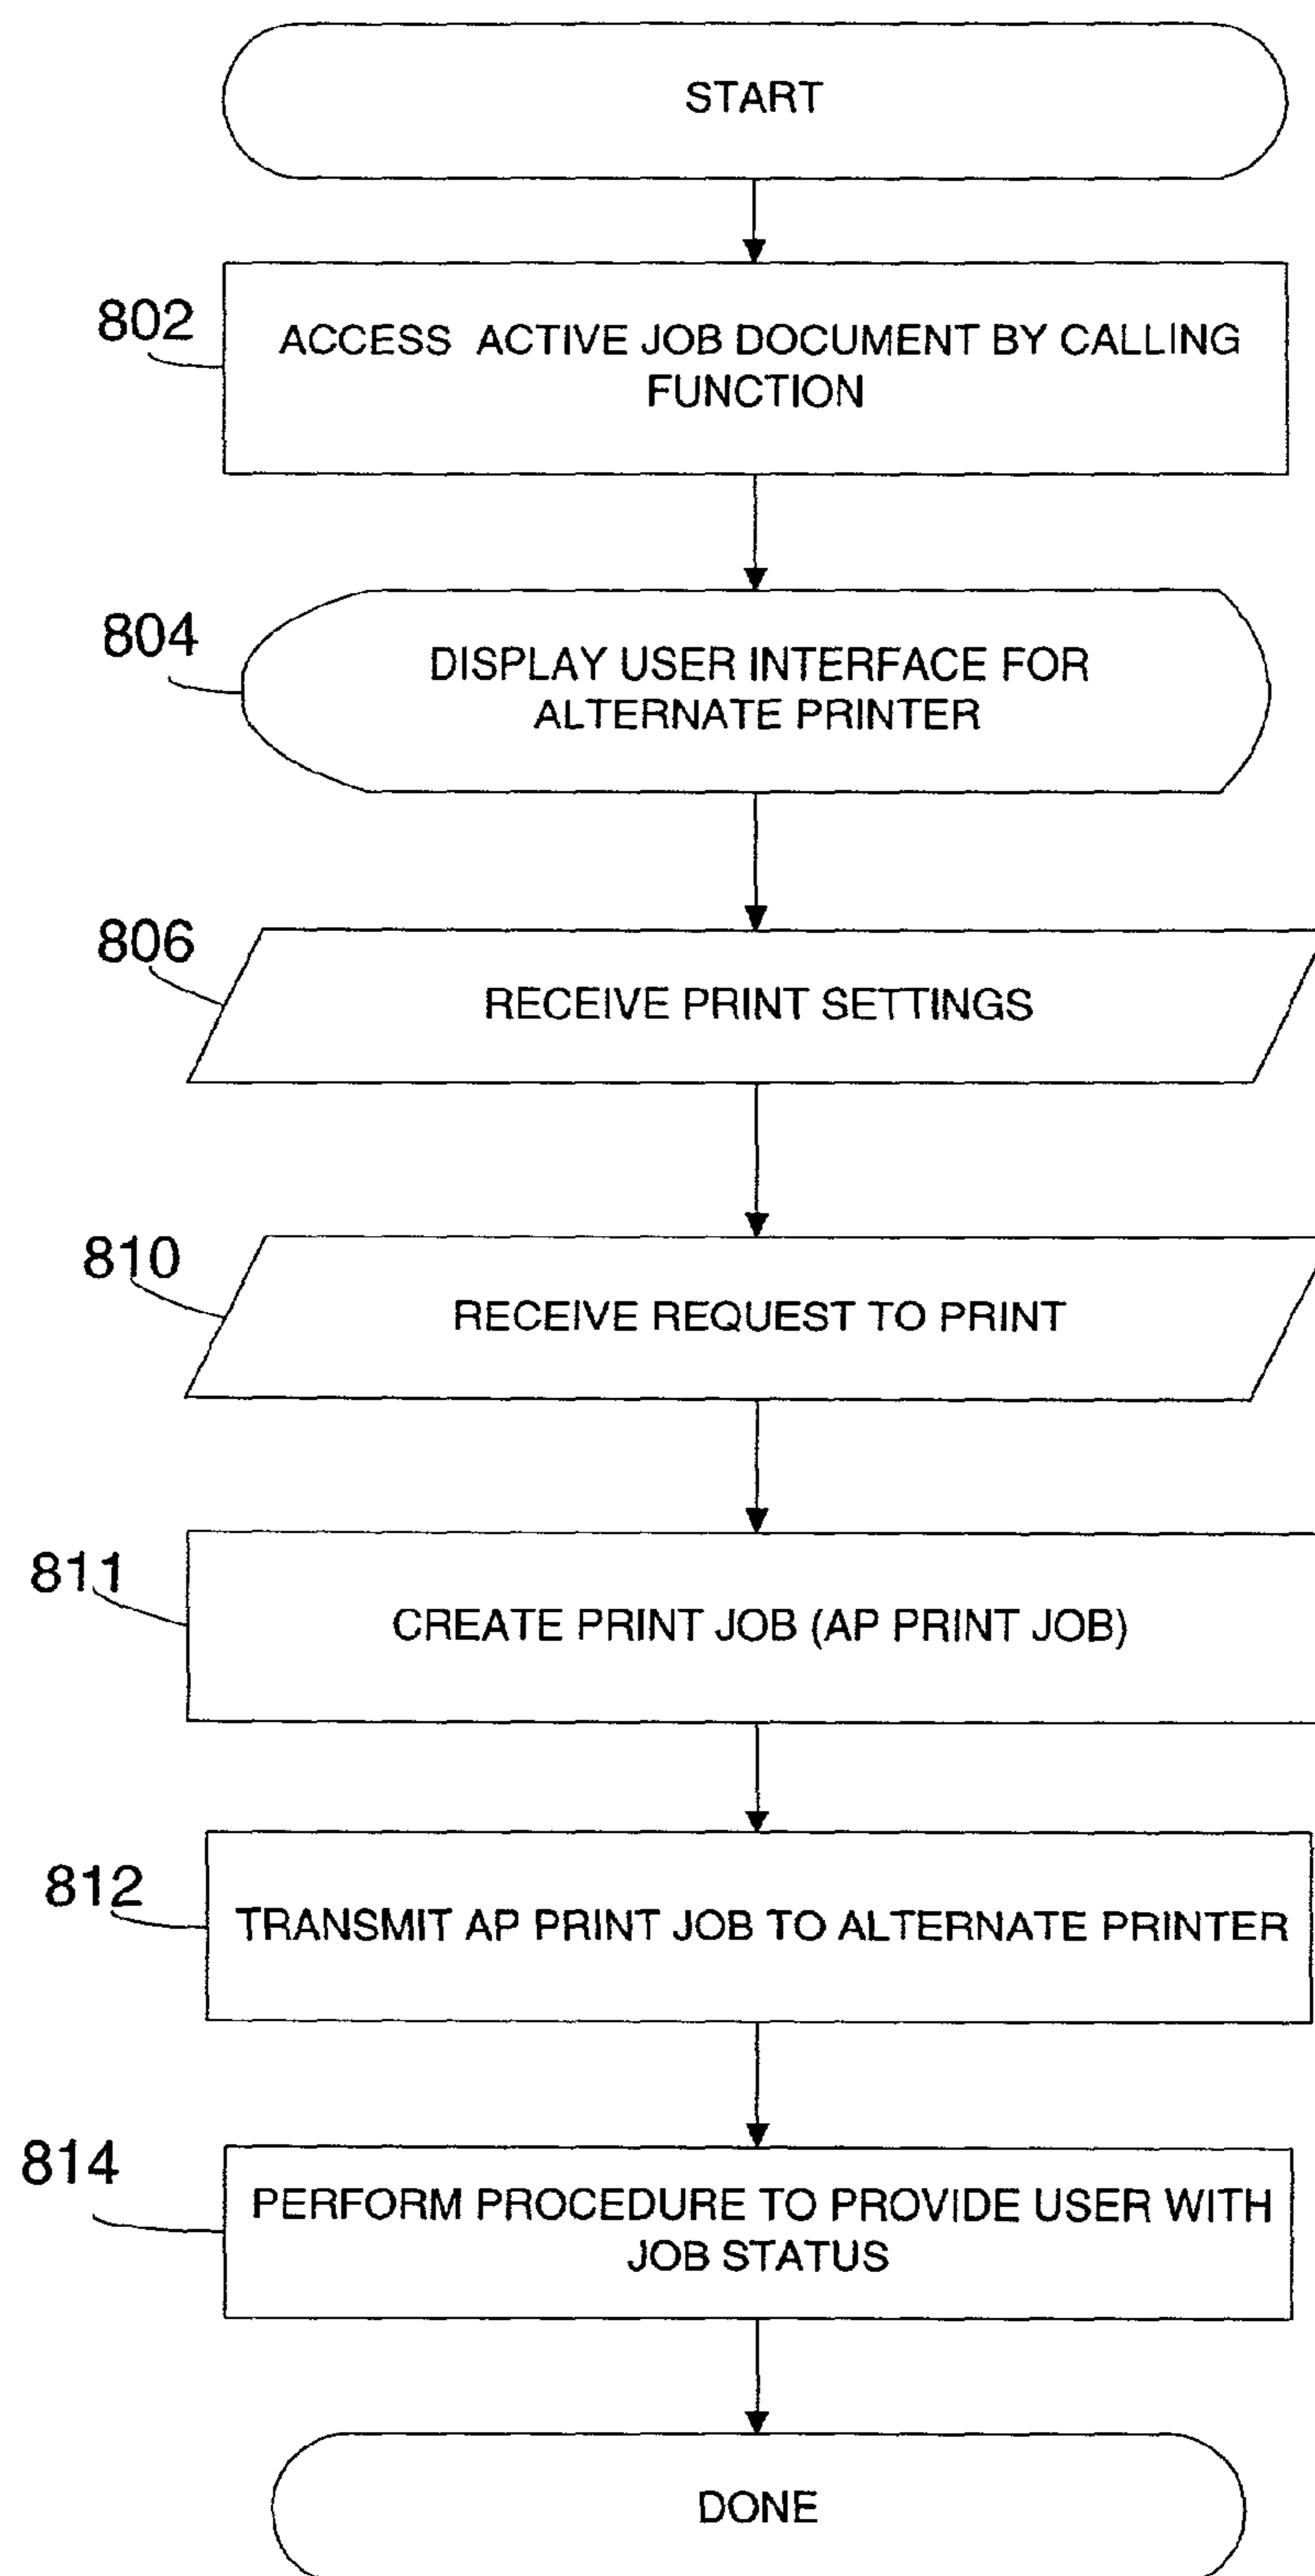 START
802
ACCESS ACTIVE JOB DOCUMENT BY CALLING
FUNCTION
804
DISPLAY USER INTERFACE FOR
ALTERNATE PRINTER
806
RECEIVE PRINT SETTINGS
810
RECEIVE REQUEST TO PRINT
811
CREATE PRINT JOB (AP PRINT JOB)
812
TRANSMIT AP PRINT JOB TO ALTERNATE PRINTER
814
PERFORM PROCEDURE TO PROVIDE USER WITH
JOB STATUS
DONE